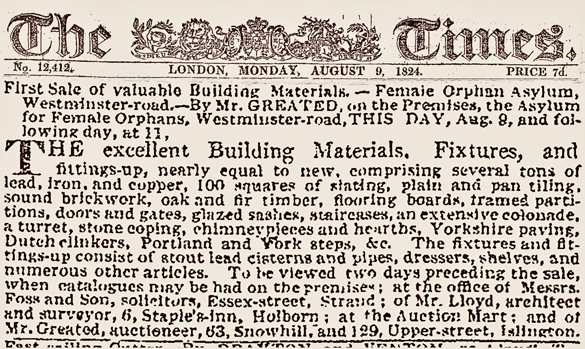 The Times.
No. 12,412. LONDON, MONDAY, AUGUST 9, 1824. PRICE 7d.
First Sale of valuable Building Materials. — Female Orphan Asylum,
Westminster-road.—By Mr. GREATED, on the Premises, the Asylum
for Female Orphans, Westminster-road, THIS DAY, Aug. 9, and fol-
lowing day, at 11,
THE excellent Building Materials, Fixtures, and
fittings-up, nearly equal to new, comprising several tons of
lead, iron, and copper, 100 squares of slating, plain and pan tiling,
sound brickwork, oak and fir timber, flooring boards, framed parti-
tions, doors and gates, glazed sashes, staircases, an extensive colonade,
a turret, stone coping, chimneypieces and hearths, Yorkshire paving,
Dutch clinkers, Portland and York steps, &c. The fixtures and fit-
tings-up consist of stout lead cisterns and pipes, dressers, shelves, and
numerous other articles. To be viewed two days preceding the sale,
when catalogues may be had on the premises; at the office of Messrs.
Foss and Son, solicitors, Essex-street, Strand; of Mr. Lloyd, architect
and surveyor, 6, Staple's-inn, Holborn; at the Auction Mart; and of
Mr. Greated, auctioneer, 63, Snowhill, and 129, Upper-street, Islington.